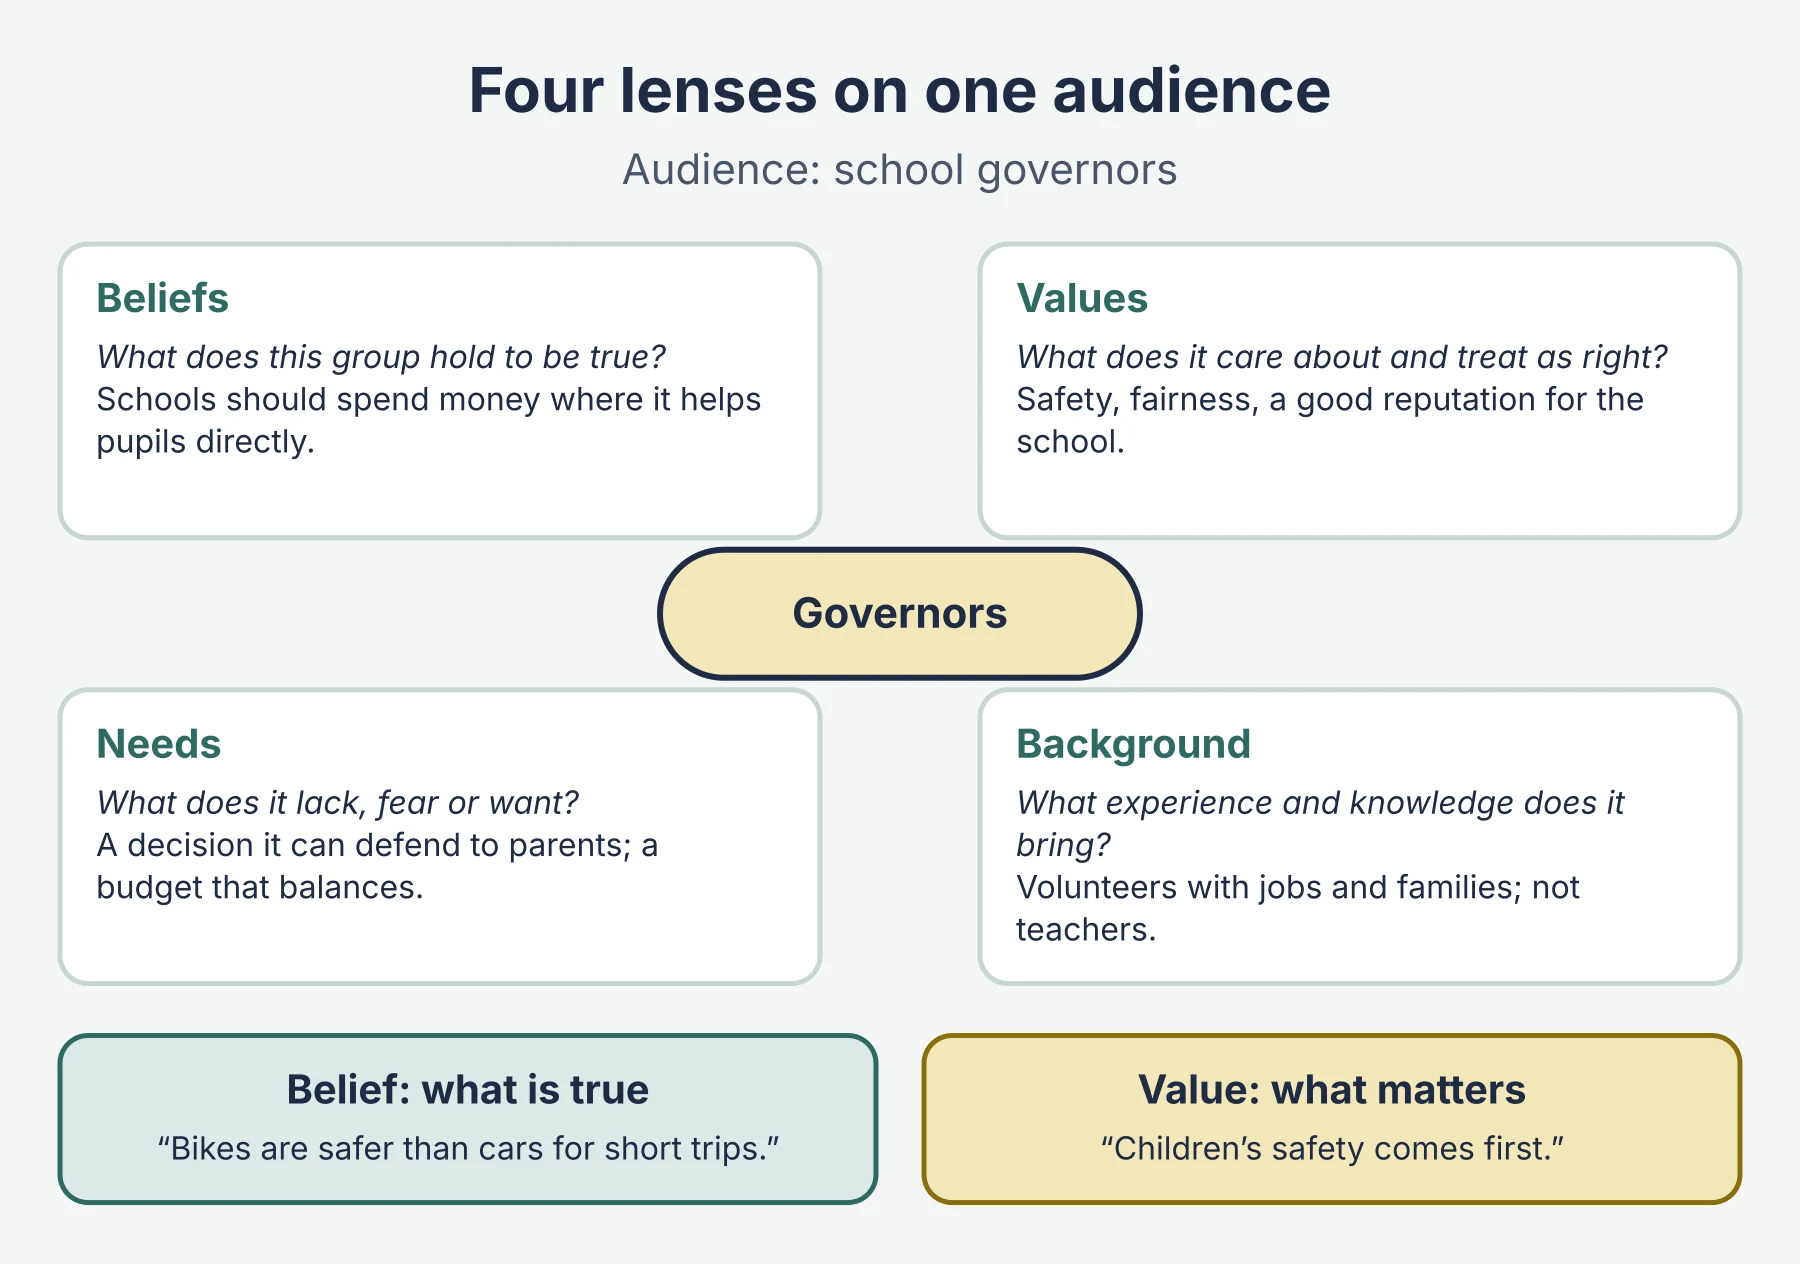 Four lenses on one audience
Audience: school governors
Beliefs
What does this group hold to be true?
Schools should spend money where it helps
pupils directly.
Values
What does it care about and treat as right?
Safety, fairness, a good reputation for the
school.
Governors
Needs
What does it lack, fear or want?
A decision it can defend to parents; a
budget that balances.
Background
What experience and knowledge does it
bring?
Volunteers with jobs and families; not
teachers.
Belief: what is true
“Bikes are safer than cars for short trips.”
Value: what matters
“Children’s safety comes first.”